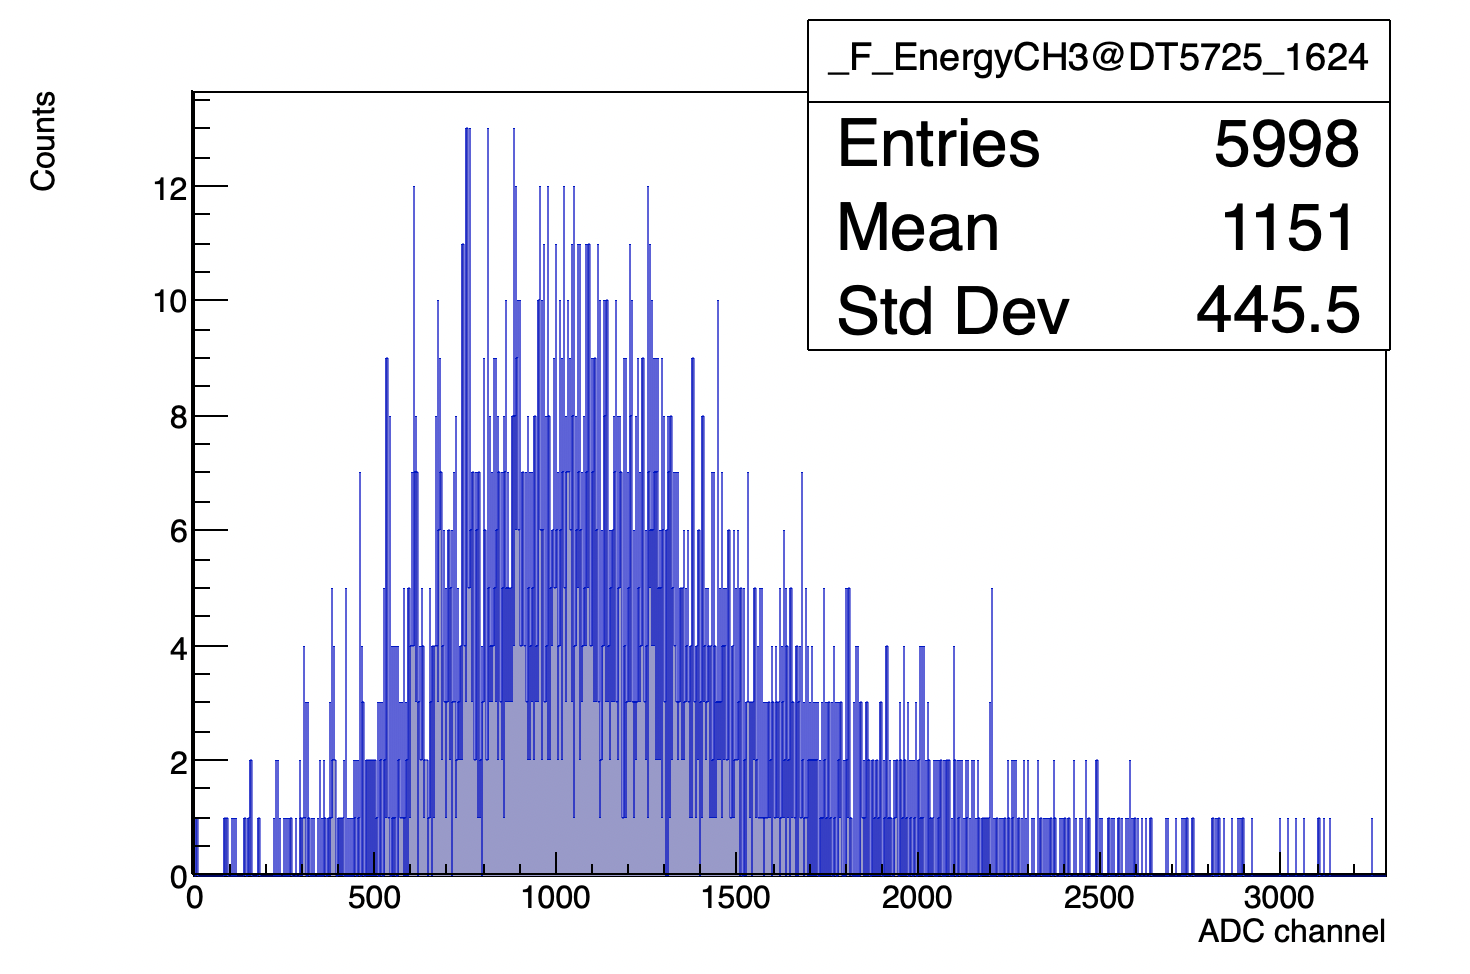 _F_EnergyCH3@DT5725_1624
Entries 5998
Mean 1151
Std Dev 445.5
Counts
12
10
8
6
4
2
0
0 500 1000 1500 2000 2500 3000
ADC channel